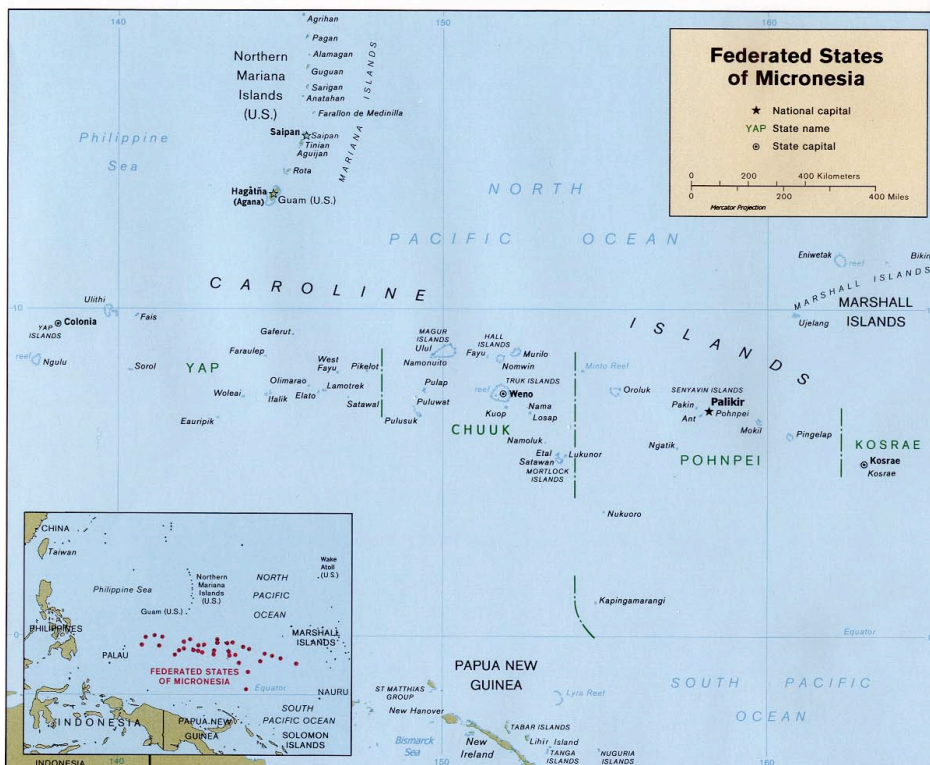 140
150
160
Agrihan
Pagan
Alamagan
Guguan
Sarigan
Anatahan
Farallon de Medinilla
Northern
Mariana
Islands
(U.S.)
MARIANA ISLANDS
Saipan
Saipan
Tinian
Aguijan
Rota
Hagåtña
(Agana)
Guam (U.S.)
Philippine
Sea
Federated States
of Micronesia
National capital
YAP State name
State capital
0 200 400 Kilometers
0 200 400 Miles
Mercator Projection
NORTH
PACIFIC OCEAN
CAROLINE
ISLANDS
Eniwetak
reef
Bikin
MARSHALL ISLANDS
MARSHALL
ISLANDS
Ujelang
10
Ulithi
Colonia
YAP
ISLANDS
Fais
reef
Ngulu
Sorol
YAP
Gaferut
Faraulep
West
Fayu
Pikelot
Olimarao
Lamotrek
Woleai
Ifalik
Elato
Satawal
Eauripik
MAGUR
ISLANDS
Ulul
Namonuito
HALL
ISLANDS
Fayu
Murilo
Nomwin
TRUK ISLANDS
reef
Weno
Pulap
Puluwat
Pulusuk
Kuop
Nama
Losap
CHUUK
Namoluk
Etal
Lukunor
Satawan
MORTLOCK
ISLANDS
Minto Reef
Oroluk
SENYAVIN ISLANDS
Palikir
Pakin
Pohnpei
Ant
Mokil
Ngatik
Pingelap
POHNPEI
KOSRAE
Kosrae
Kosrae
Nukuoro
Kapingamarangi
0
Equator
PAPUA NEW
GUINEA
SOUTH PACIFIC
OCEAN
ST MATTHIAS
GROUP
New Hanover
Lyra Reef
TABAR ISLANDS
Bismarck
Sea
New
Ireland
Lihir Island
TANGA
ISLANDS
NUGURIA
ISLANDS
140
150
160
CHINA
Taiwan
Wake
Atoll
(U.S.)
Philippine Sea
Northern
Mariana
Islands
(U.S.)
NORTH
PACIFIC
OCEAN
Guam (U.S.)
PHILIPPINES
MARSHALL
ISLANDS
PALAU
FEDERATED STATES
OF MICRONESIA
Equator
NAURU
INDONESIA
PAPUA NEW
GUINEA
SOUTH
PACIFIC OCEAN
SOLOMON
ISLANDS
INDONESIA